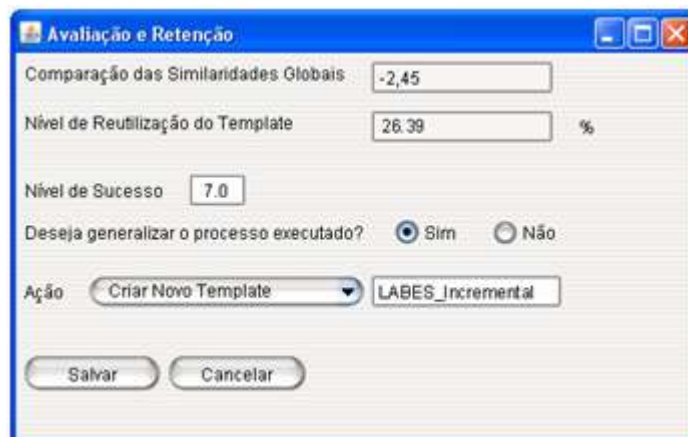 Avaliação e Retenção
Comparação das Similaridades Globais -2,45
Nível de Reutilização do Template 26.39 %
Nível de Sucesso 7.0
Deseja generalizar o processo executado? Sim Não
Ação Criar Novo Template LABES_Incremental
Salvar Cancelar